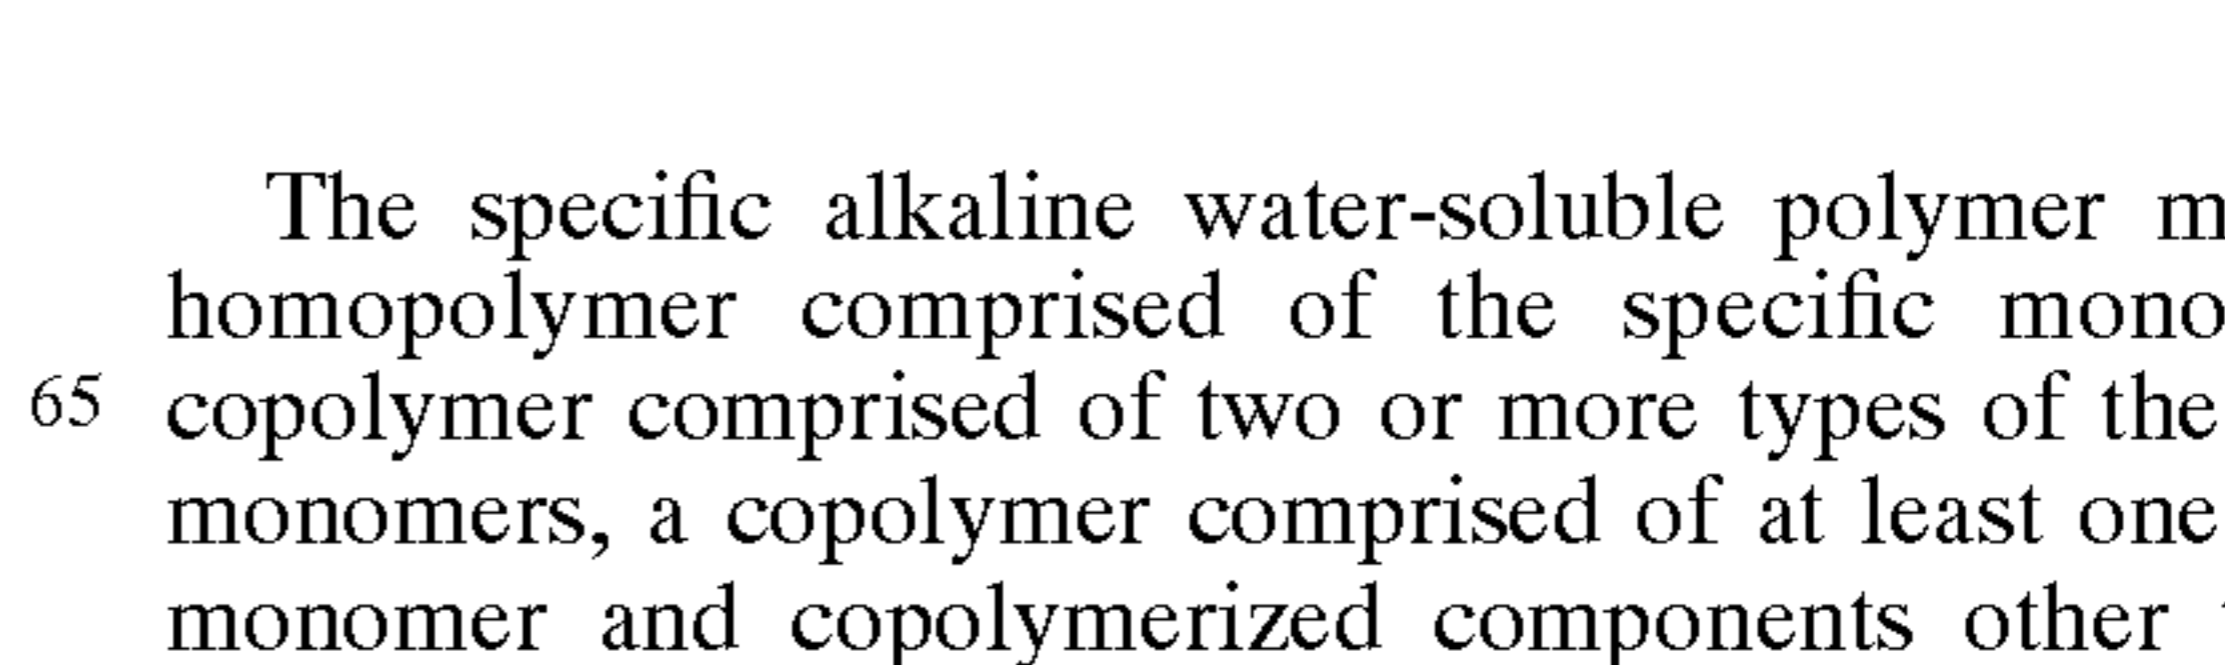 The specific alkaline water-soluble polymer
homopolymer comprised of the specific
65 copolymer comprised of two or more types of the
monomers, a copolymer comprised of at least one
monomer and copolymerized components other